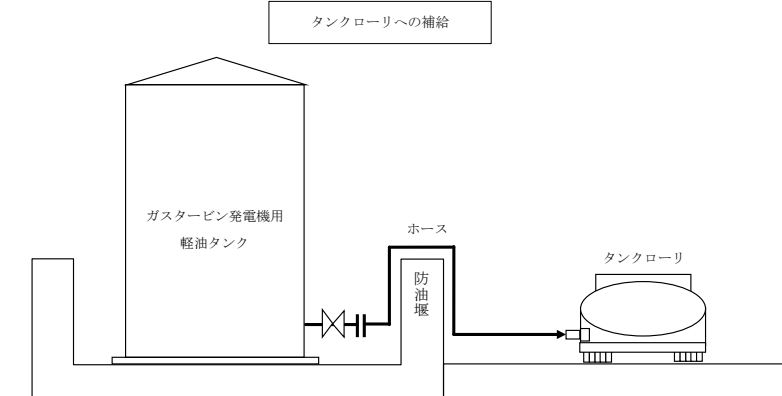 タンクローリへの補給
ガスタービン発電機用
軽油タンク
ホース
防油堰
タンクローリ